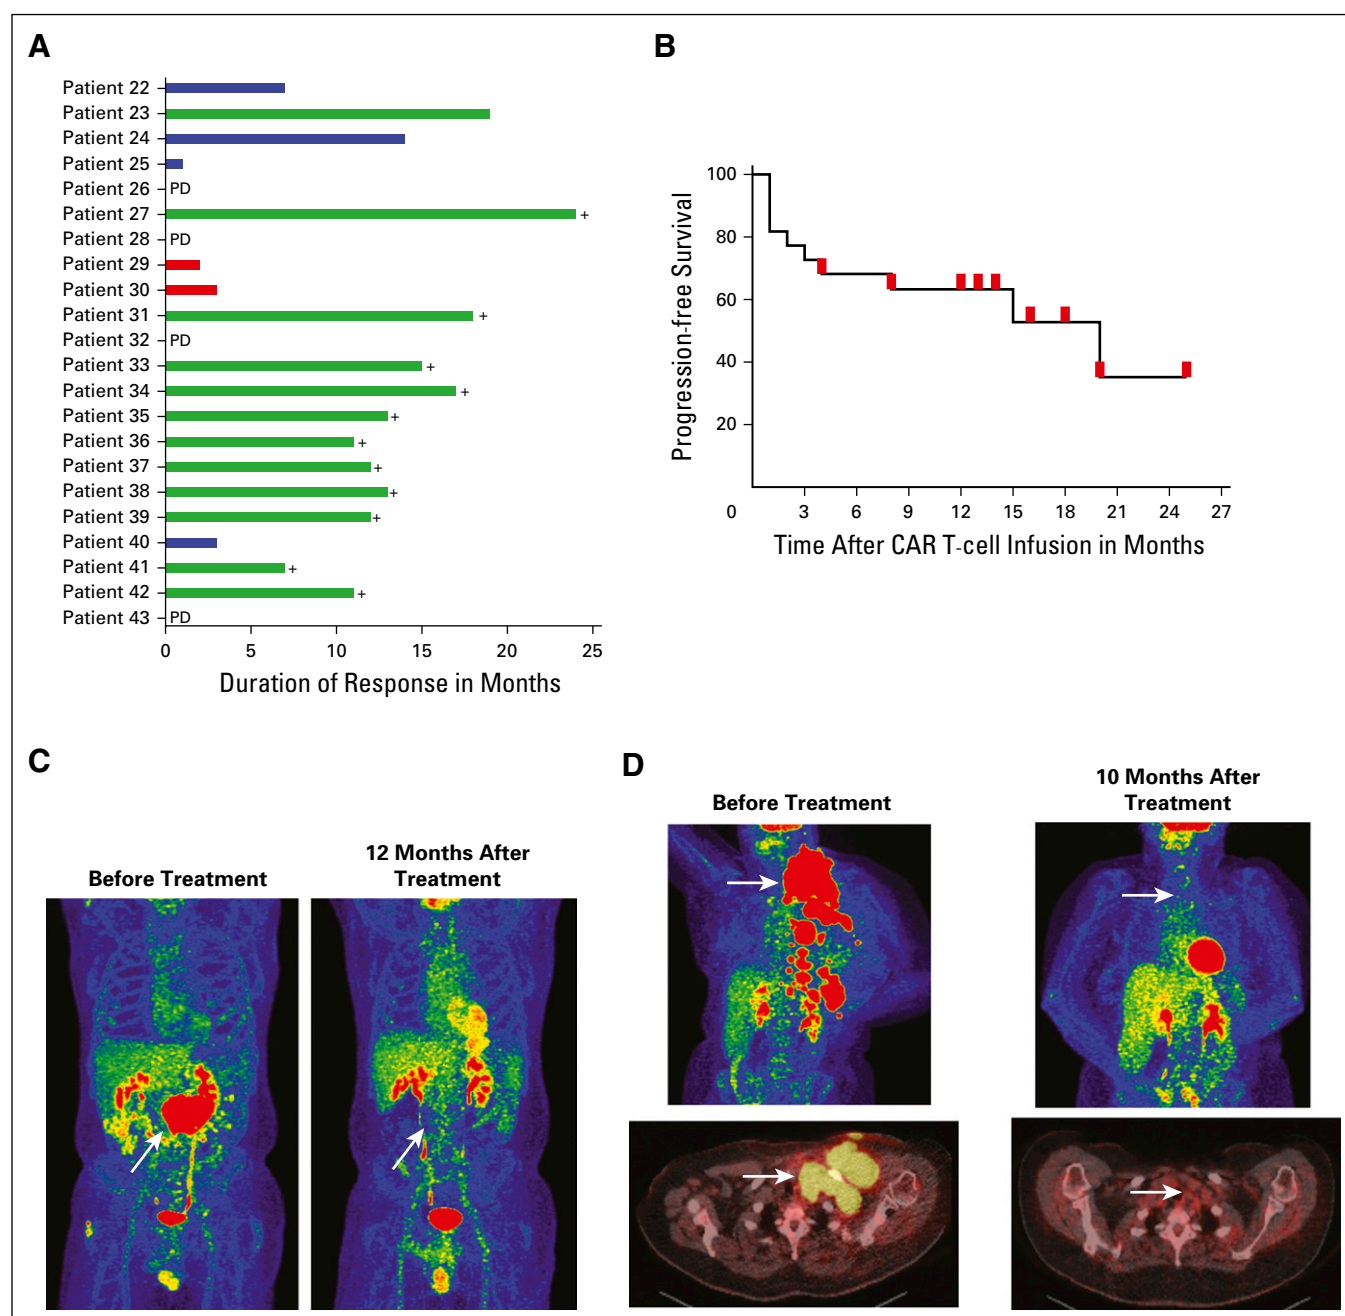 A
Patient 22
Patient 23
Patient 24
Patient 25
Patient 26 PD
Patient 27 +
Patient 28 PD
Patient 29
Patient 30
Patient 31 +
Patient 32 PD
Patient 33 +
Patient 34 +
Patient 35 +
Patient 36 +
Patient 37 +
Patient 38 +
Patient 39 +
Patient 40
Patient 41 +
Patient 42 +
Patient 43 PD
0 5 10 15 20 25
Duration of Response in Months
B
Progression-free Survival
100
80
60
40
20
0 3 6 9 12 15 18 21 24 27
Time After CAR T-cell Infusion in Months
C
Before Treatment
12 Months After
Treatment
D
Before Treatment
10 Months After
Treatment